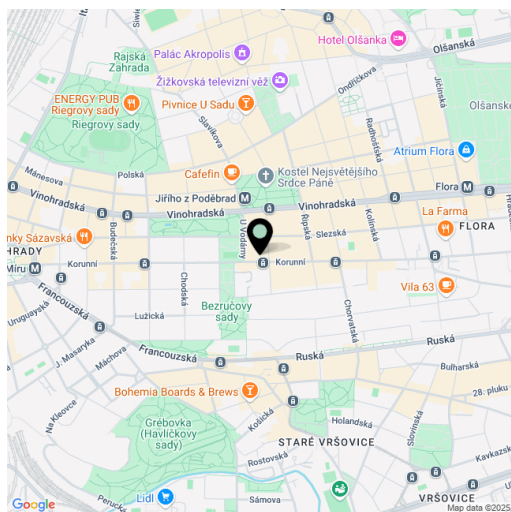 Siwie
Hotel Olšanka
Olšanská
Palác Akropolis
Rajská
Zahrada
Žižkovská televizní věž
Ondříčkova
Jičínská
ENERGY PUB
Riegrovy sady
Riegrovy sady
Pivnice U Sadu
Olšanské
Slavíkova
Radhošťská
Atrium Flora
Mánesova
Polská
Cafefin
Kostel Nejsvětějšího
Srdce Páně
Vinohradská
Jiřího z Poděbrad
Vinohradská
Vinohradská
Flora
La Farma
FLORA
Budečská
U Vodárny
Řipská
Slezská
Kolínská
nky Sázavská
HRADY
Míru
Korunní
Korunní
Chodská
Vila 63
Francouzská
Uruguayská
Bezručovy
sady
Lužická
Chorvatská
J. Masaryka
Máchova
Francouzská
Ruská
Ruská
Bulharská
Bohemia Boards & Brews
28. pluku
Na Kleovce
Košická
Grébovka
(Havlíčkovy
sady)
Holandská
Slovinská
STARÉ VRŠOVICE
Kavkazská
Rostovská
Lidl
Perucká
Sámova
VRŠOVICE
Google
Map data ©2025